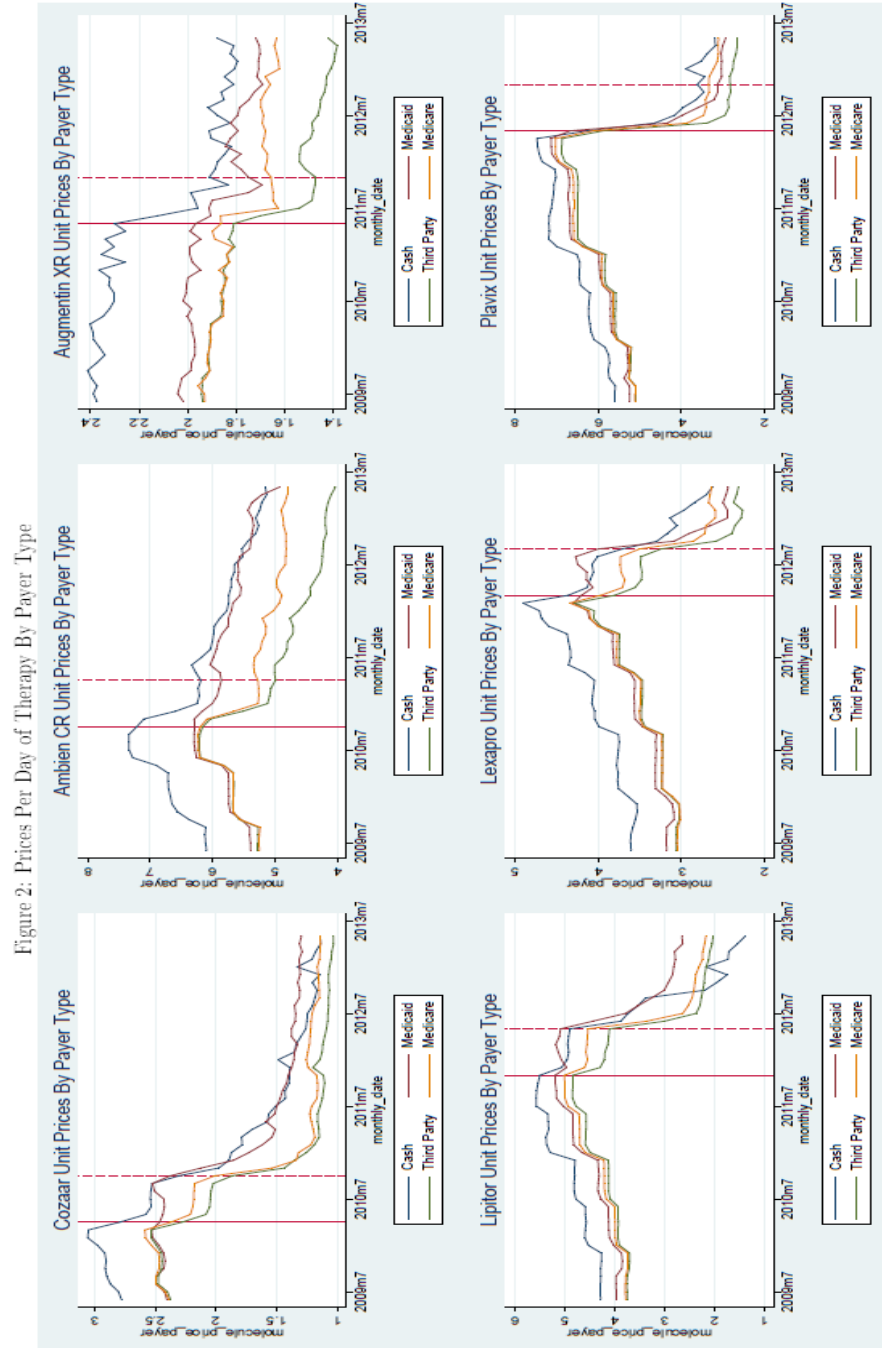 Figure 2: Prices Per Day of Therapy By Payer Type
Cozaar Unit Prices By Payer Type
molecule_price_payer
3
2.5
2
1.5
1
2009m7 2010m7 2011m7 2012m7 2013m7
monthly_date
Cash Medicaid
Third Party Medicare
Ambien CR Unit Prices By Payer Type
molecule_price_payer
8
7
6
5
4
2009m7 2010m7 2011m7 2012m7 2013m7
monthly_date
Cash Medicaid
Third Party Medicare
Augmentin XR Unit Prices By Payer Type
molecule_price_payer
2.4
2.2
2
1.8
1.6
1.4
2009m7 2010m7 2011m7 2012m7 2013m7
monthly_date
Cash Medicaid
Third Party Medicare
Lipitor Unit Prices By Payer Type
molecule_price_payer
6
5
4
3
2
1
2009m7 2010m7 2011m7 2012m7 2013m7
monthly_date
Cash Medicaid
Third Party Medicare
Lexapro Unit Prices By Payer Type
molecule_price_payer
5
4
3
2
2009m7 2010m7 2011m7 2012m7 2013m7
monthly_date
Cash Medicaid
Third Party Medicare
Plavix Unit Prices By Payer Type
molecule_price_payer
8
6
4
2
2009m7 2010m7 2011m7 2012m7 2013m7
monthly_date
Cash Medicaid
Third Party Medicare